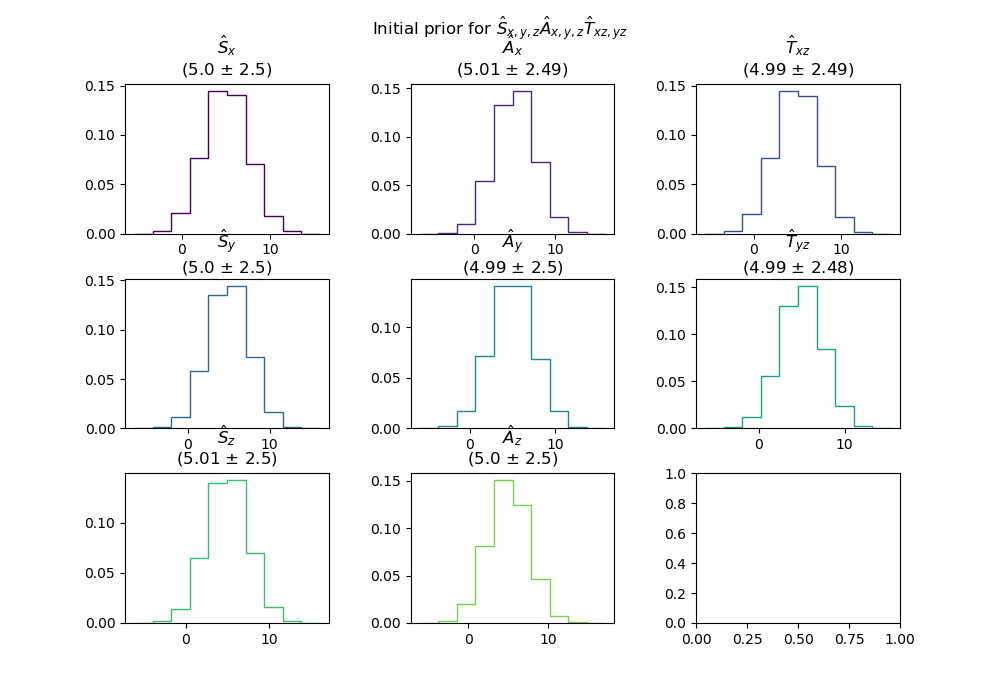 Initial prior for Ŝx,y,zÂx,y,zT̂xz,yz
Ŝx Âx T̂xz
(5.0 ± 2.5) (5.01 ± 2.49) (4.99 ± 2.49)
0.15 0.15 0.15
0.10 0.10 0.10
0.05 0.05 0.05
0.00 0.00 0.00
0 10 0 10 0 10
Ŝy Ây T̂yz
(5.0 ± 2.5) (4.99 ± 2.5) (4.99 ± 2.48)
0.15 0.15
0.10 0.10 0.10
0.05 0.05 0.05
0.00 0.00 0.00
0 10 0 10 0 10
Ŝz Âz
(5.01 ± 2.5) (5.0 ± 2.5)
0.15 1.0
0.10 0.10 0.8
0.6
0.05 0.05 0.4
0.2
0.00 0.00 0.0
0 10 0 10 0.00 0.25 0.50 0.75 1.00